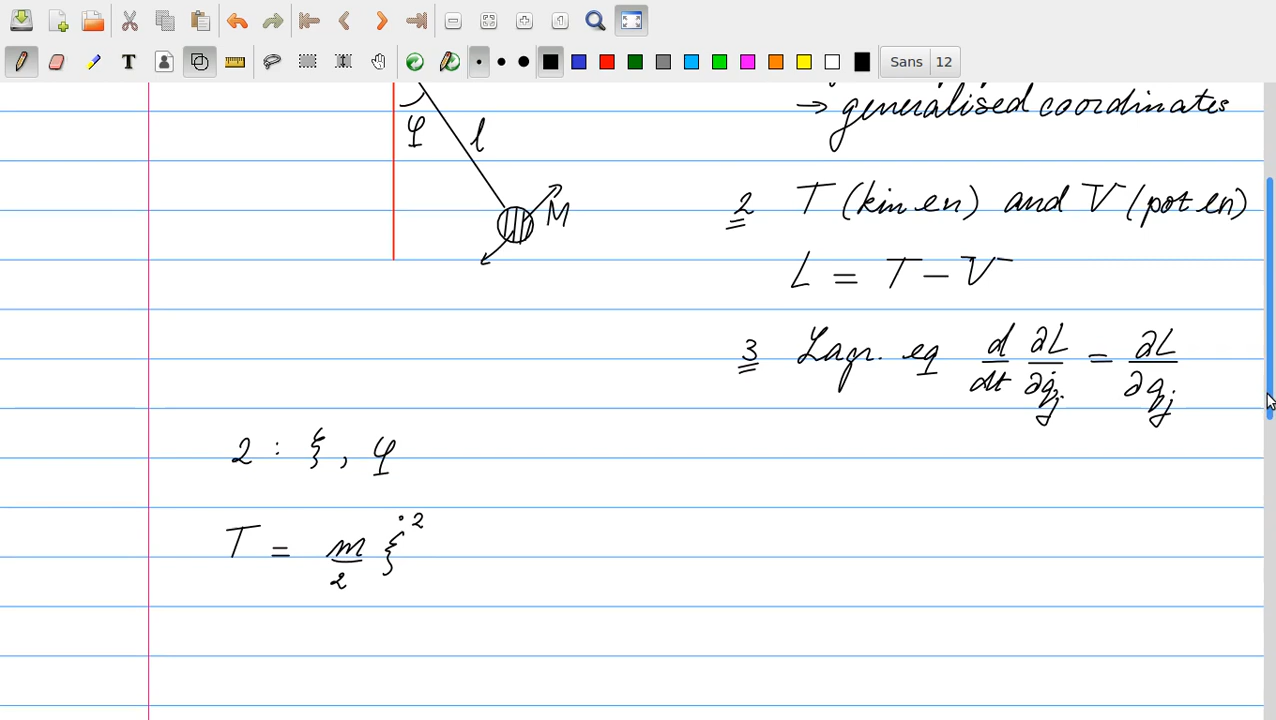 Sans 12
→ generalised coordinates
φ
l
M
2 T (kin en) and V (pot en)
L = T - V
3 Lagr. eq d/dt ∂L/∂q̇j = ∂L/∂qj
2 : ξ, φ
T = m/2 ξ̇²